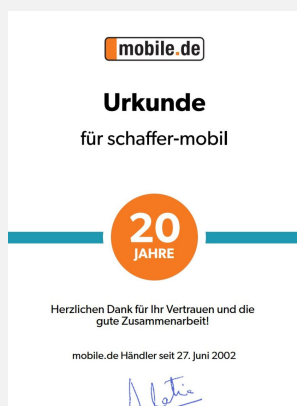 mobile.de
Urkunde
für schaffer-mobil
20
JAHRE
Herzlichen Dank für Ihr Vertrauen und die
gute Zusammenarbeit!
mobile.de Händler seit 27. Juni 2002